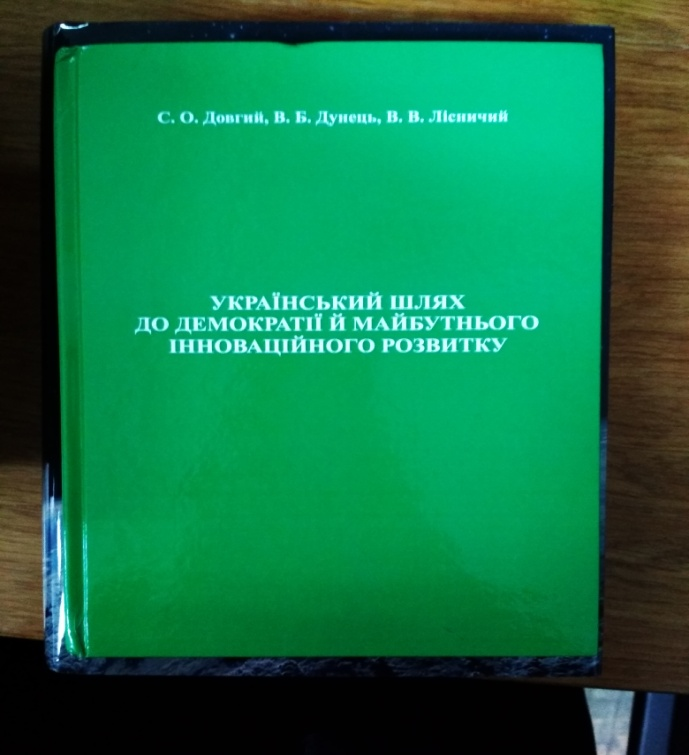 С. О. Довгий, В. Б. Дунець, В. В. Лісничий
УКРАЇНСЬКИЙ ШЛЯХ
ДО ДЕМОКРАТІЇ Й МАЙБУТНЬОГО
ІННОВАЦІЙНОГО РОЗВИТКУ